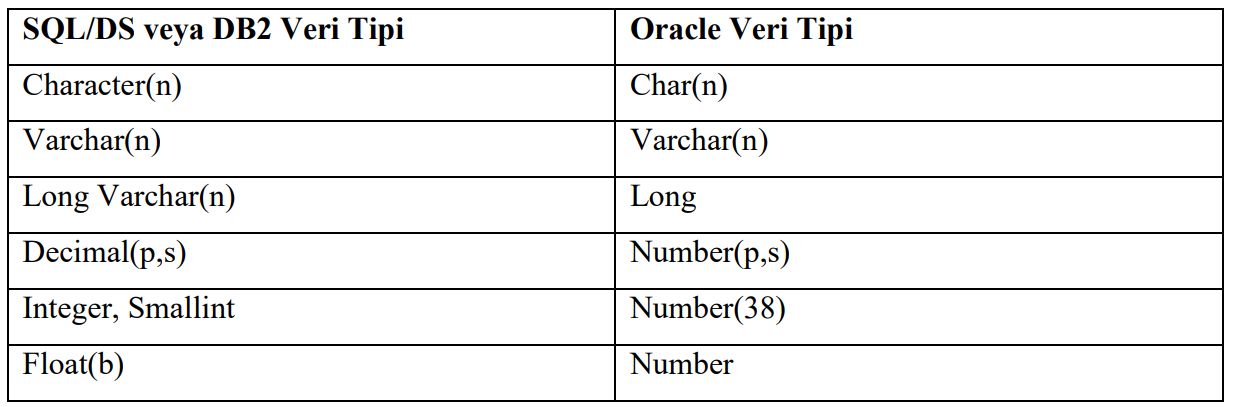 SQL/DS veya DB2 Veri Tipi Oracle Veri Tipi
Character(n) Char(n)
Varchar(n) Varchar(n)
Long Varchar(n) Long
Decimal(p,s) Number(p,s)
Integer, Smallint Number(38)
Float(b) Number